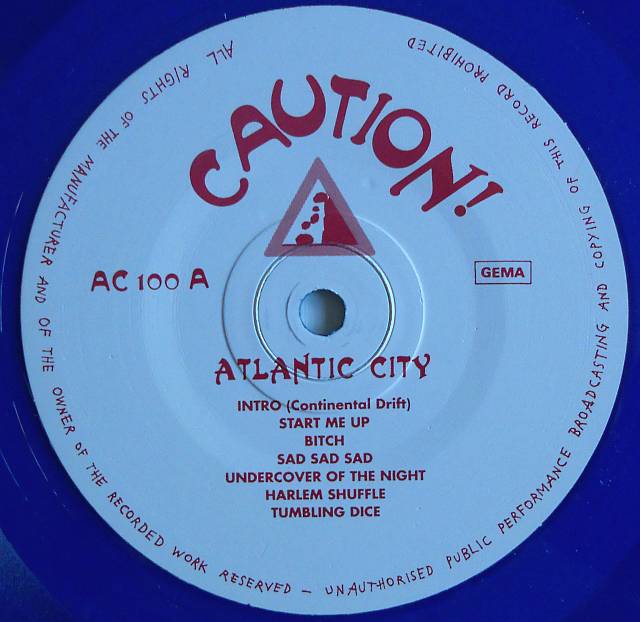 CAUTION!
AC 100 A
GEMA
ATLANTIC CITY
INTRO (Continental Drift)
START ME UP
BITCH
SAD SAD SAD
UNDERCOVER OF THE NIGHT
HARLEM SHUFFLE
TUMBLING DICE
ALL RIGHTS OF THE MANUFACTURER AND OF THE OWNER OF THE RECORDED WORK RESERVED – UNAUTHORISED PUBLIC PERFORMANCE BROADCASTING AND COPYING OF THIS RECORD PROHIBITED